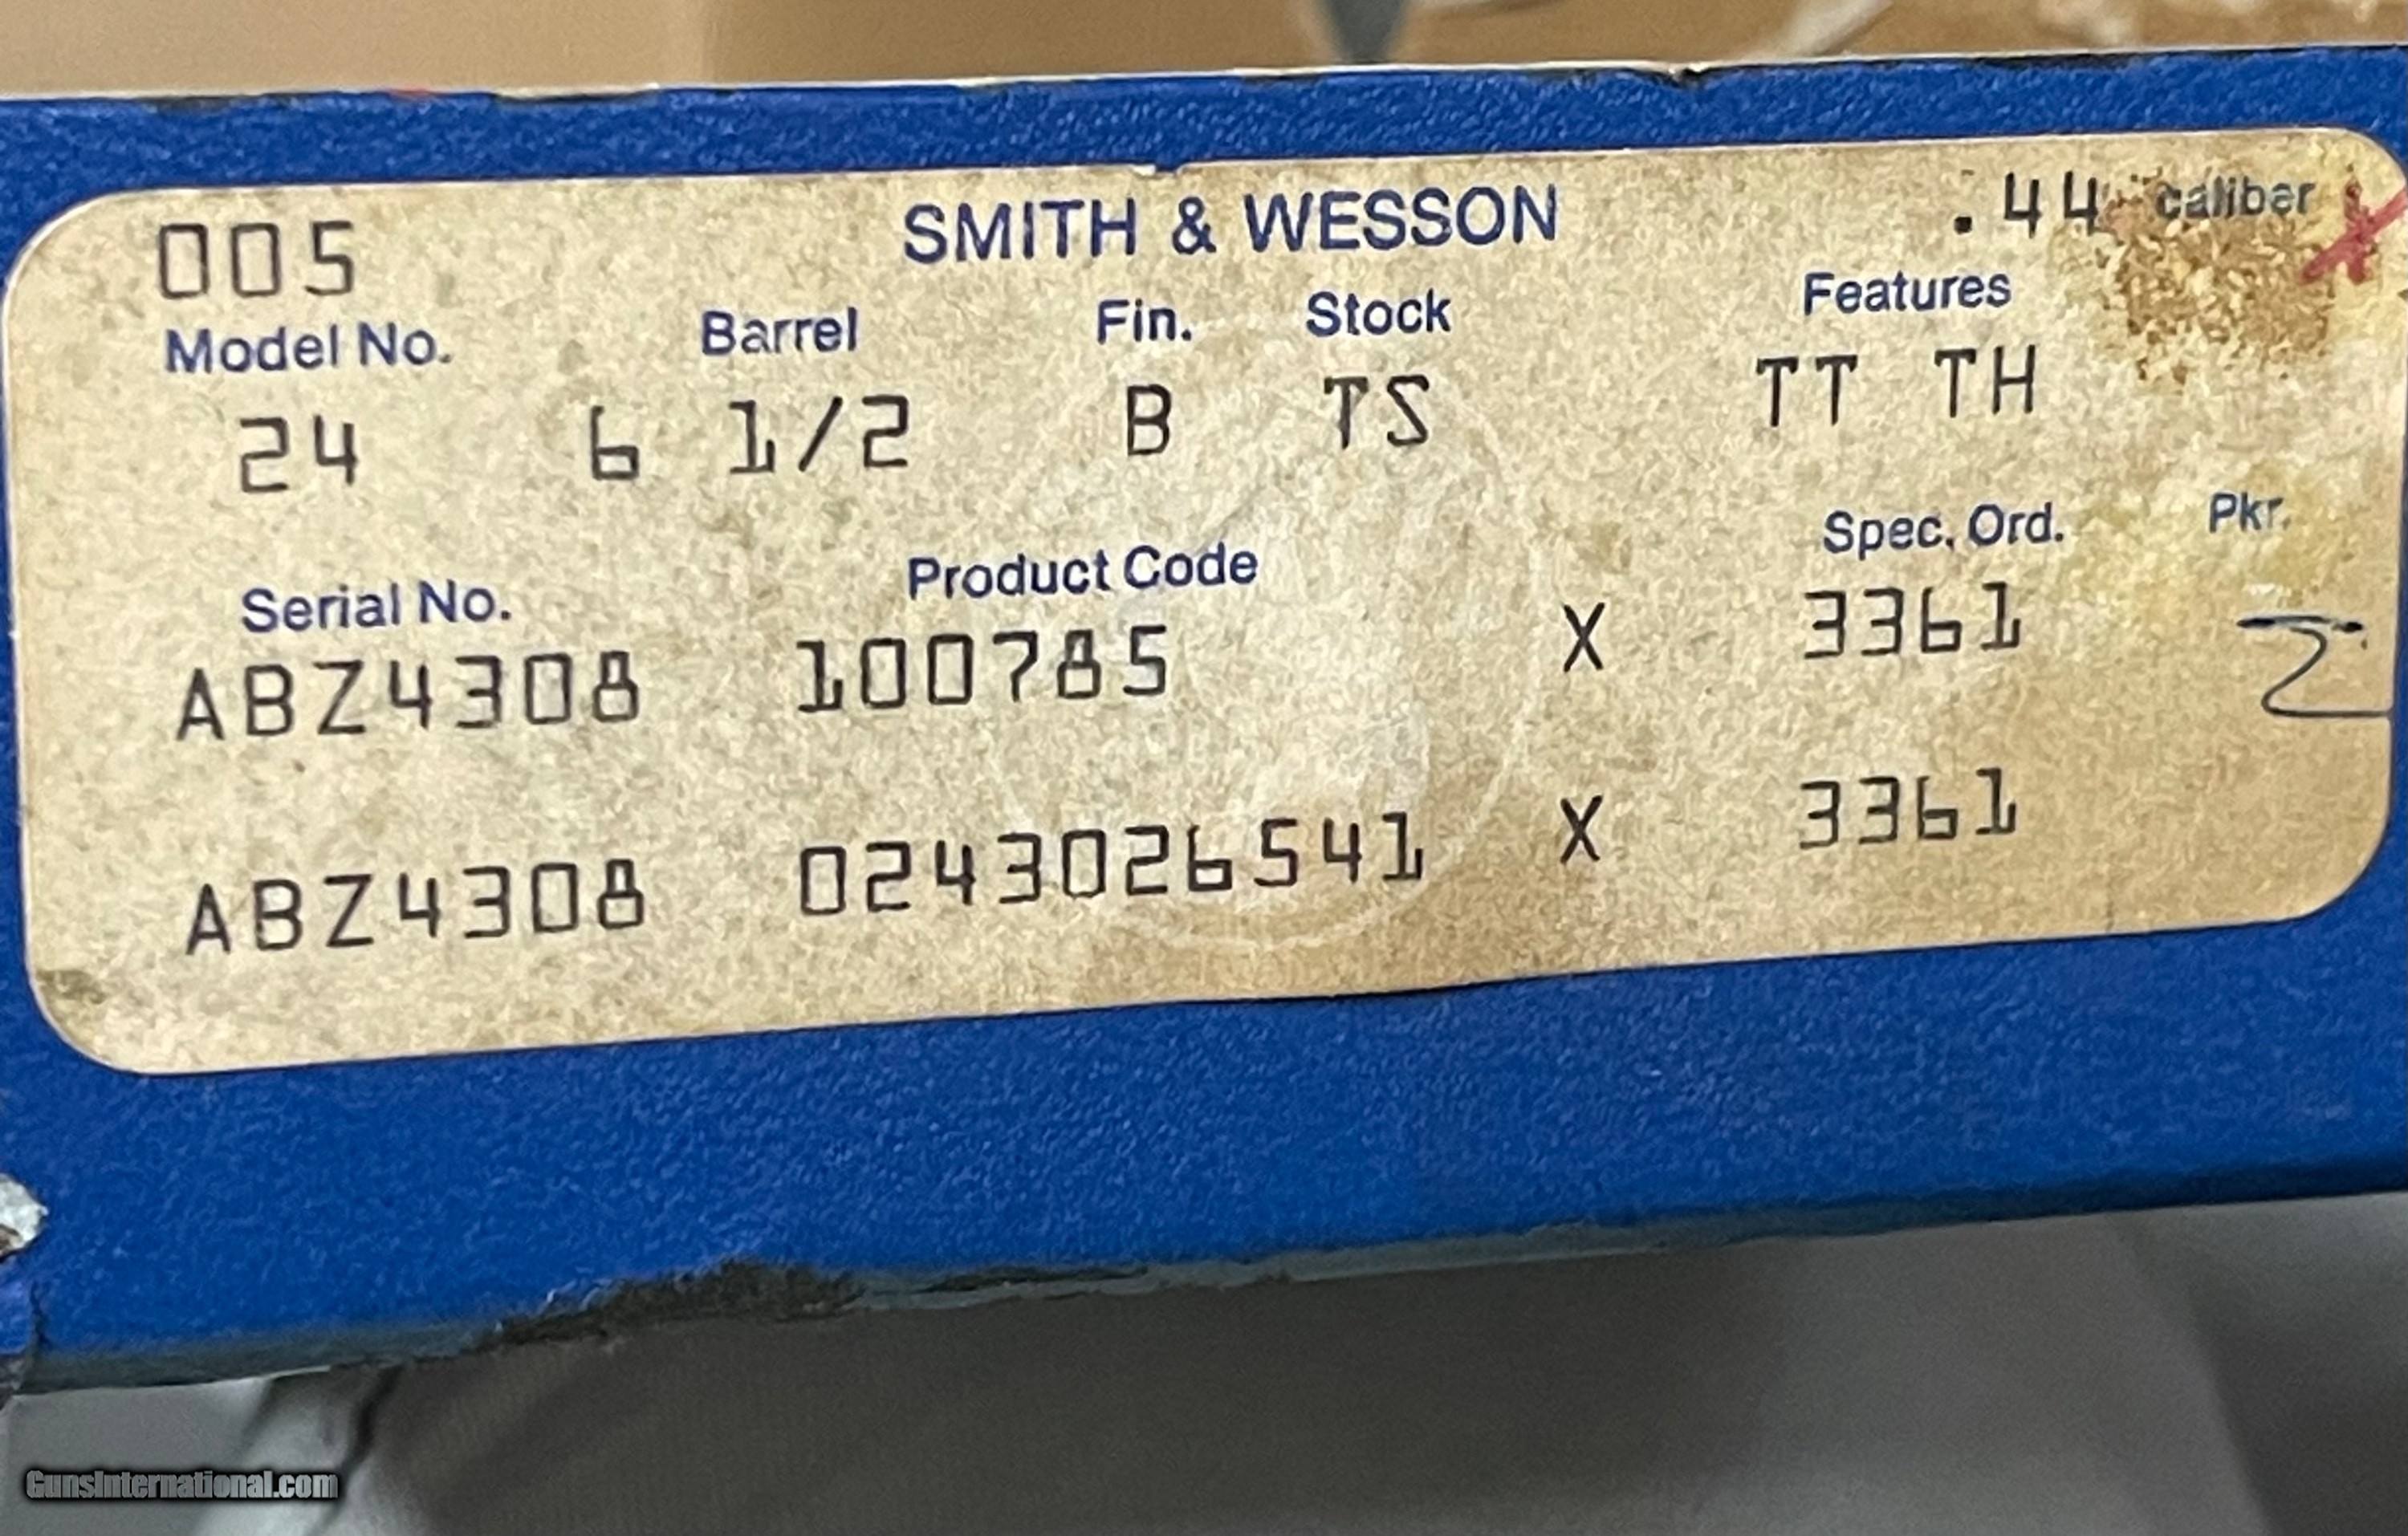 005 SMITH & WESSON .44 caliber
Model No. Barrel Fin. Stock Features
24 6 1/2 B TS TT TH
Serial No. Product Code Spec. Ord. Pkr.
ABZ4308 100785 X 3361
ABZ4308 0243026541 X 3361
GunsInternational.com